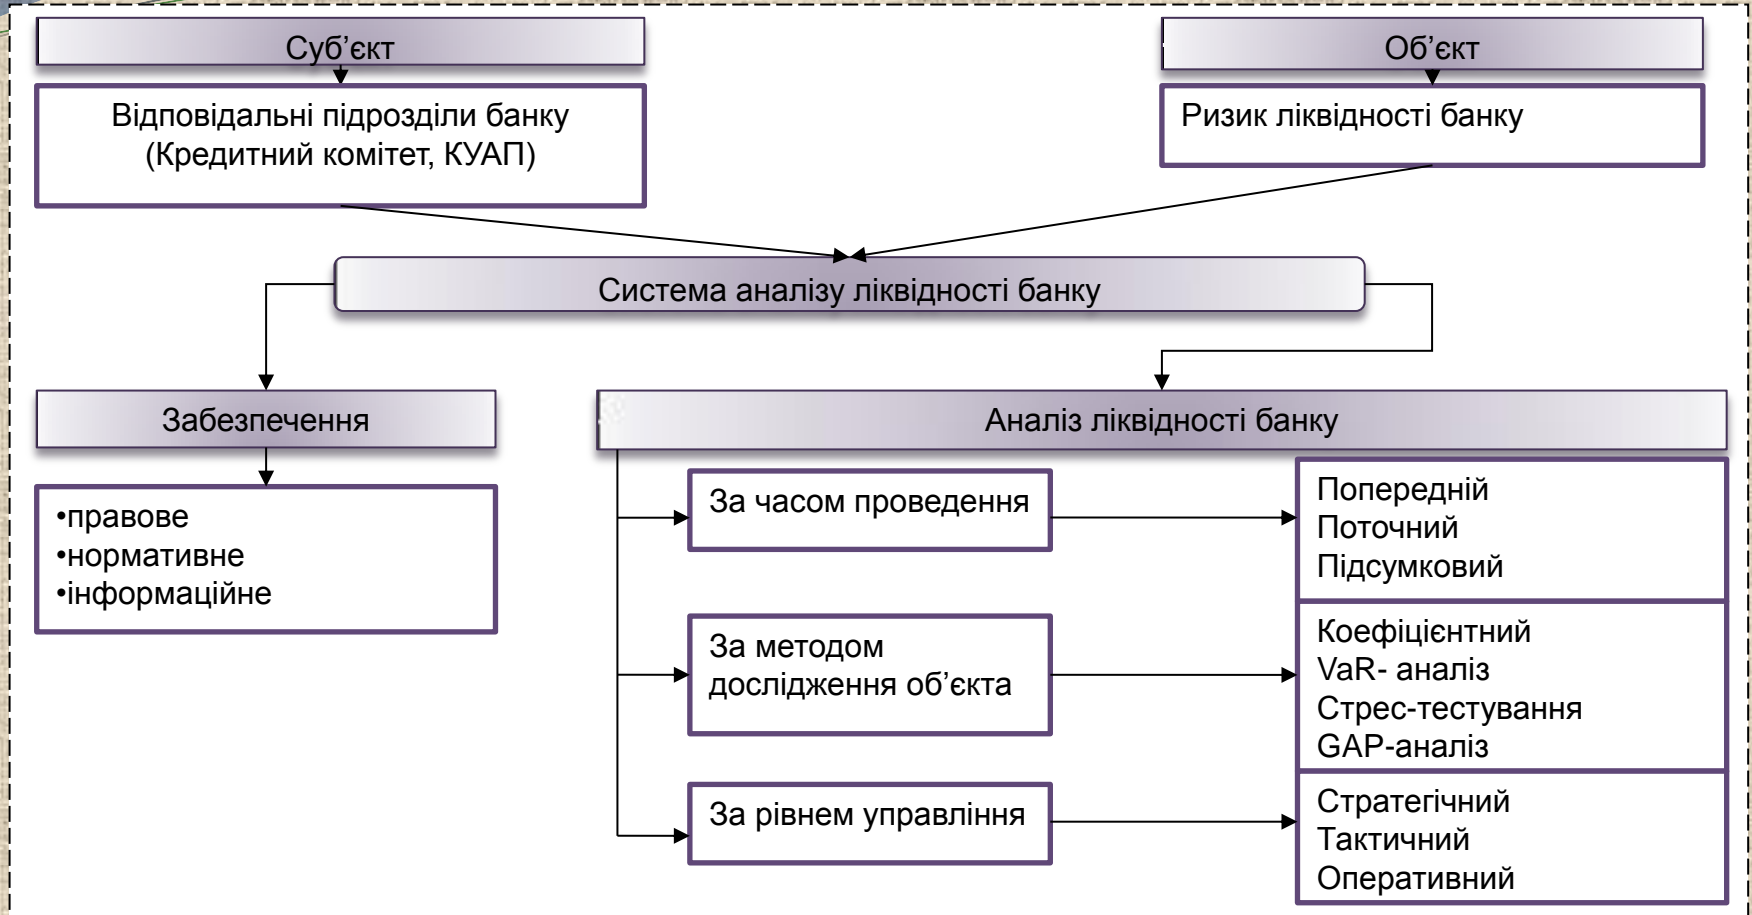 Суб’єкт
Відповідальні підрозділи банку
(Кредитний комітет, КУАП)
Об’єкт
Ризик ліквідності банку
Система аналізу ліквідності банку
Забезпечення
•правове
•нормативне
•інформаційне
Аналіз ліквідності банку
За часом проведення
Попередній
Поточний
Підсумковий
За методом
дослідження об’єкта
Коефіцієнтний
VaR- аналіз
Стрес-тестування
GAP-аналіз
За рівнем управління
Стратегічний
Тактичний
Оперативний